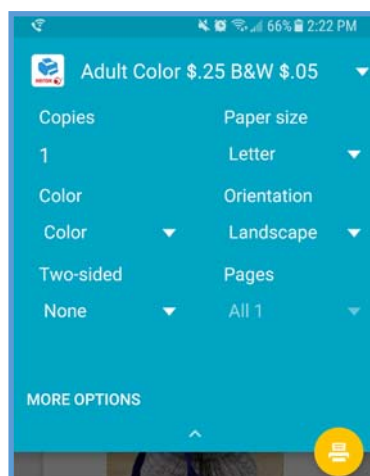 66% 2:22 PM
Adult Color $.25 B&W $.05
Copies
Paper size
1
Letter
Color
Orientation
Color
Landscape
Two-sided
Pages
None
All 1
MORE OPTIONS